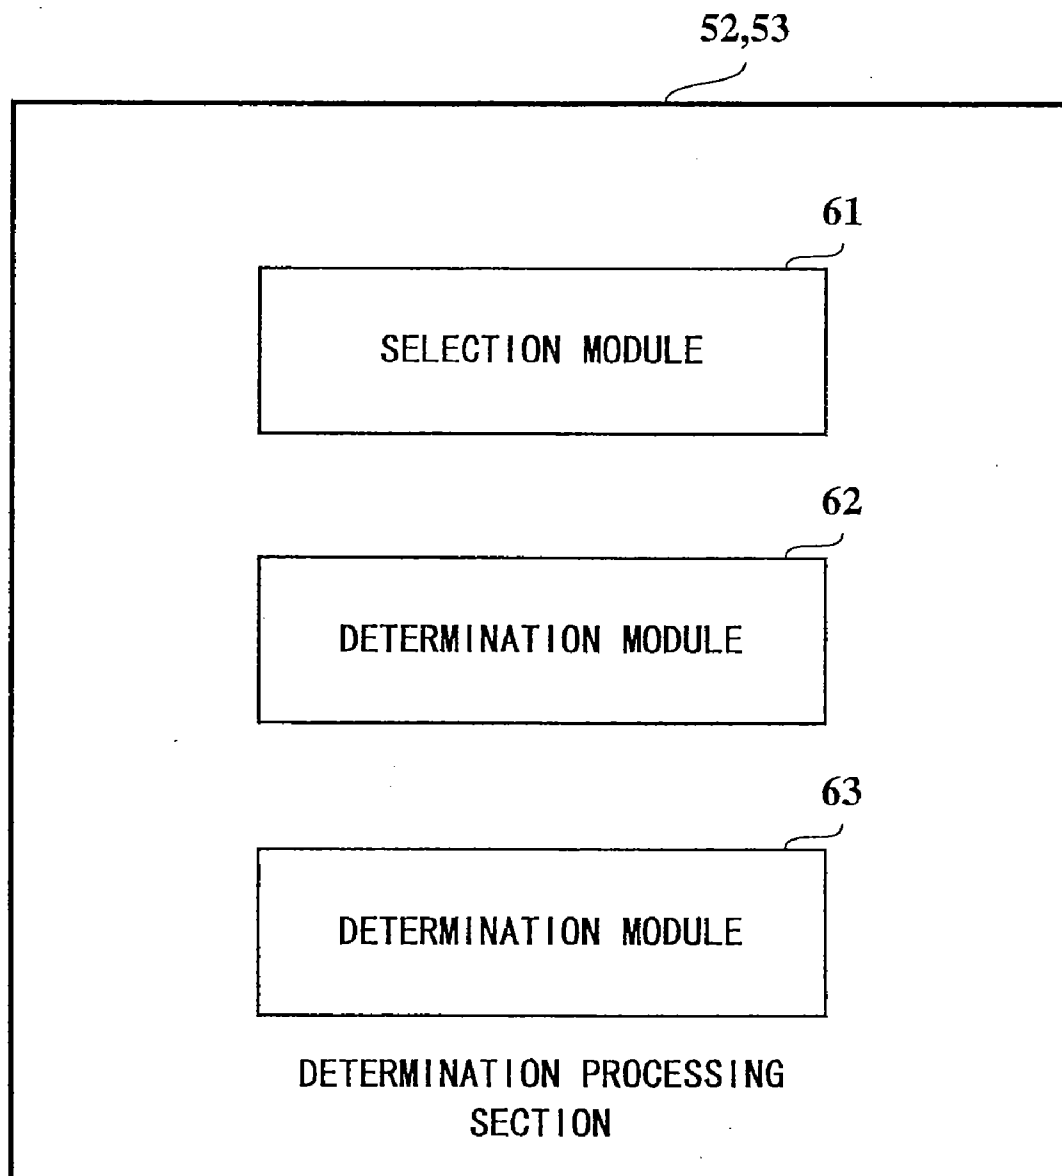 52,53
61
SELECTION MODULE
62
DETERMINATION MODULE
63
DETERMINATION MODULE
DETERMINATION PROCESSING
SECTION